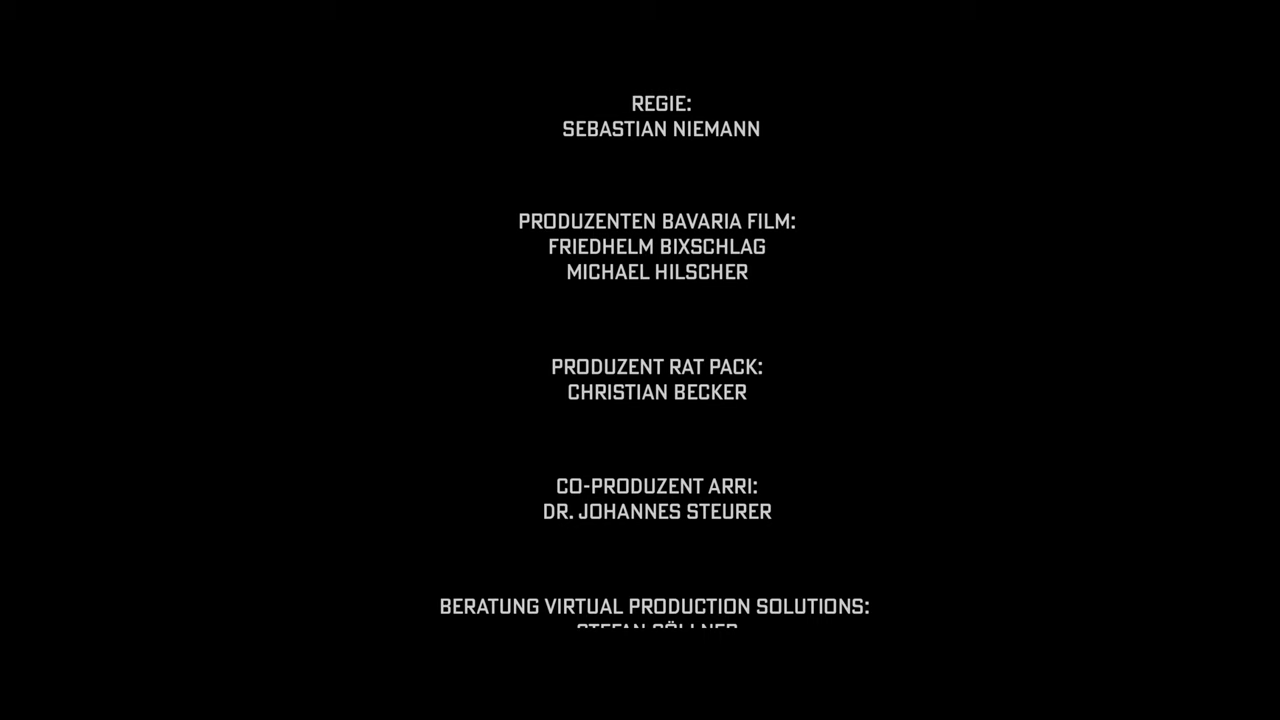 REGIE:
SEBASTIAN NIEMANN
PRODUZENTEN BAVARIA FILM:
FRIEDHELM BIXSCHLAG
MICHAEL HILSCHER
PRODUZENT RAT PACK:
CHRISTIAN BECKER
CO-PRODUZENT ARRI:
DR. JOHANNES STEURER
BERATUNG VIRTUAL PRODUCTION SOLUTIONS:
STEFAN